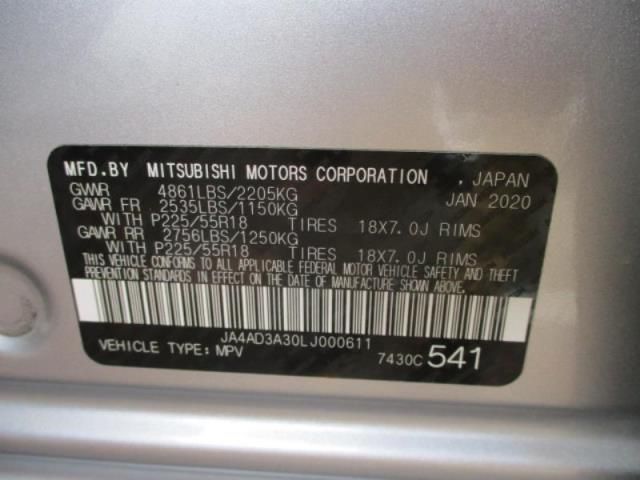 MFD.BY MITSUBISHI MOTORS CORPORATION , JAPAN
GVWR 4861LBS/2205KG JAN 2020
GAWR FR 2535LBS/1150KG
WITH P225/55R18 TIRES 18X7.0J RIMS
GAWR RR 2756LBS/1250KG
WITH P225/55R18 TIRES 18X7.0J RIMS
THIS VEHICLE CONFORMS TO ALL APPLICABLE FEDERAL MOTOR VEHICLE SAFETY AND THEFT
PREVENTION STANDARDS IN EFFECT ON THE DATE OF MANUFACTURE SHOWN ABOVE.
JA4AD3A30LJ000611
VEHICLE TYPE: MPV 7430C 541